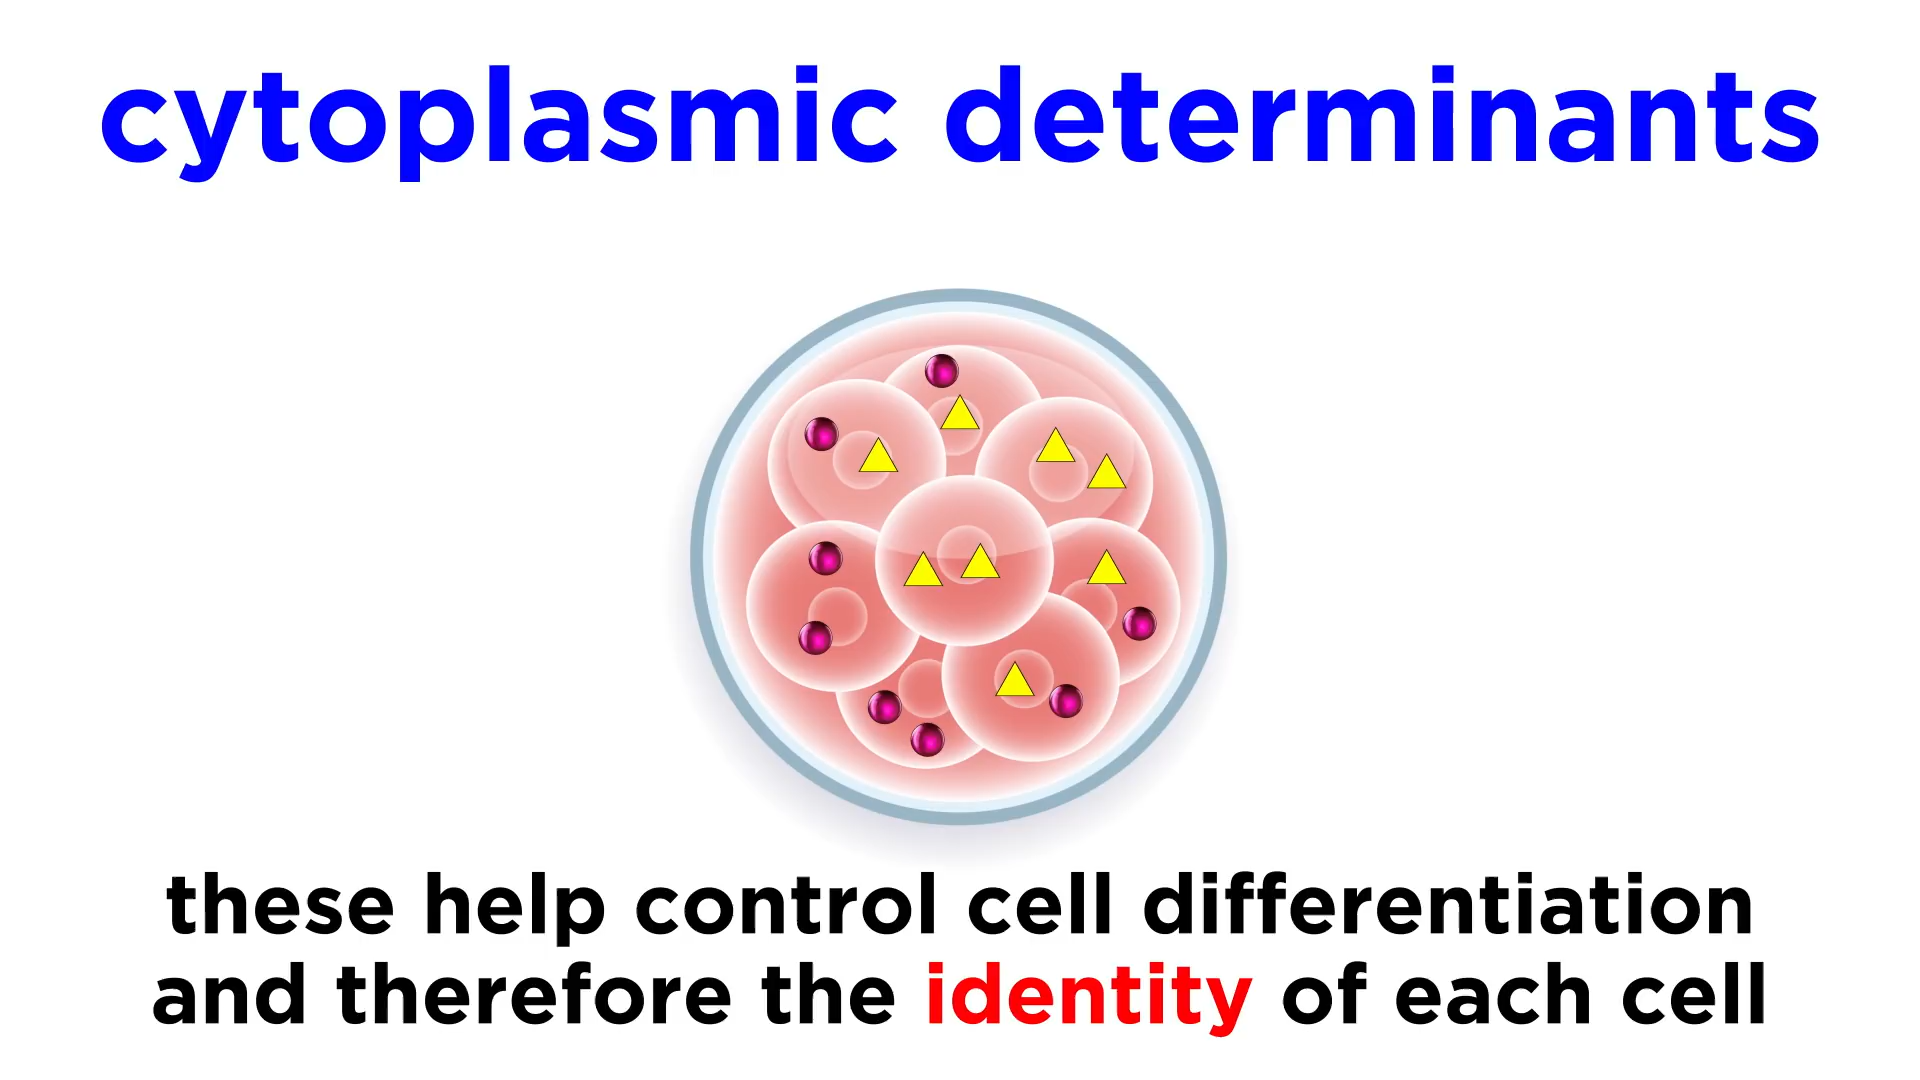 cytoplasmic determinants
these help control cell differentiation
and therefore the identity of each cell